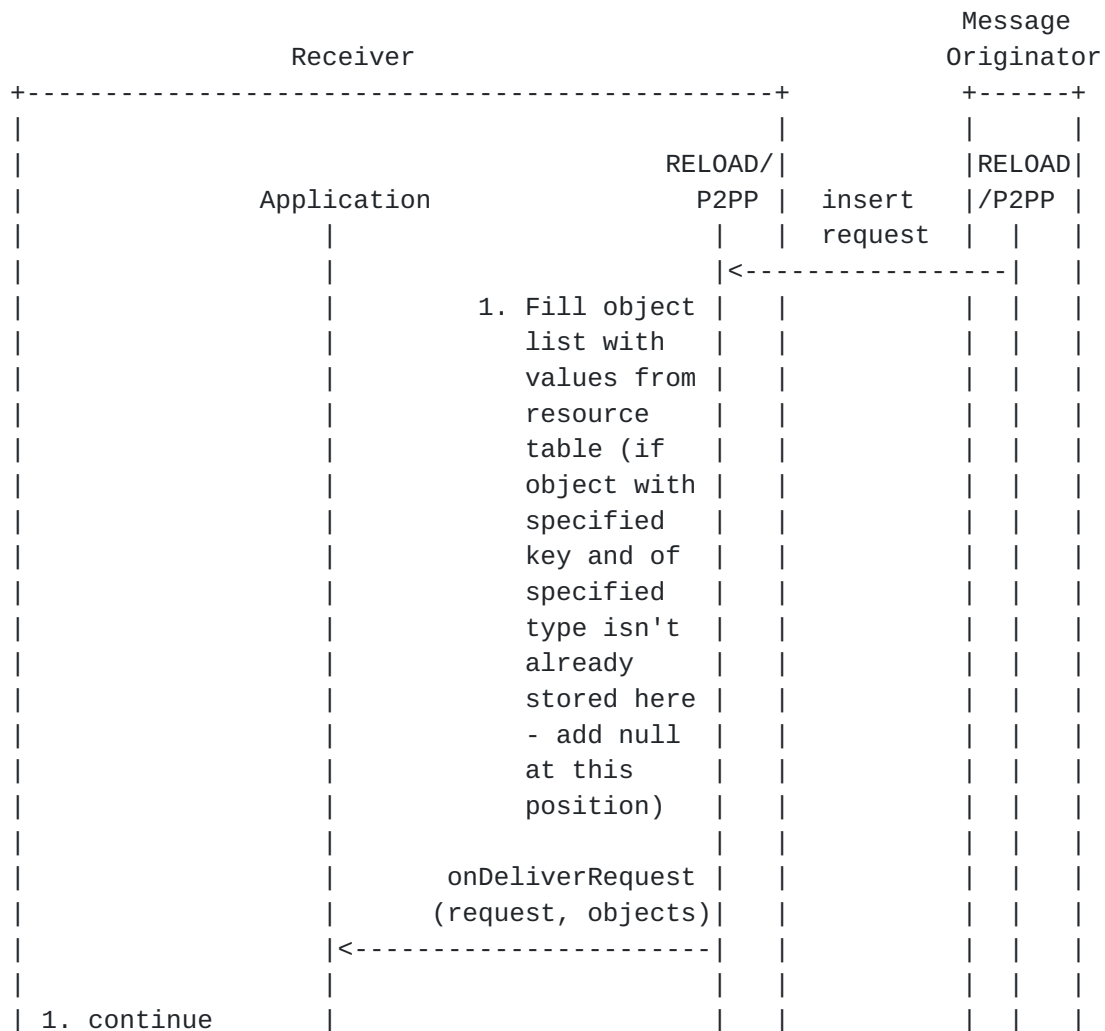 Message
Receiver Originator
+------------------------------------------------+ +------+
| | | |
| RELOAD/| |RELOAD|
| Application P2PP | insert |/P2PP |
| | | | request | | |
| | |<-----------------| |
| | 1. Fill object | | | | |
| | list with | | | | |
| | values from | | | | |
| | resource | | | | |
| | table (if | | | | |
| | object with | | | | |
| | specified | | | | |
| | key and of | | | | |
| | specified | | | | |
| | type isn't | | | | |
| | already | | | | |
| | stored here | | | | |
| | - add null | | | | |
| | at this | | | | |
| | position) | | | | |
| | | | | | |
| | onDeliverRequest | | | | |
| | (request, objects)| | | | |
| |<-----------------------| | | | |
| | | | | | |
| 1. continue | | | | | |